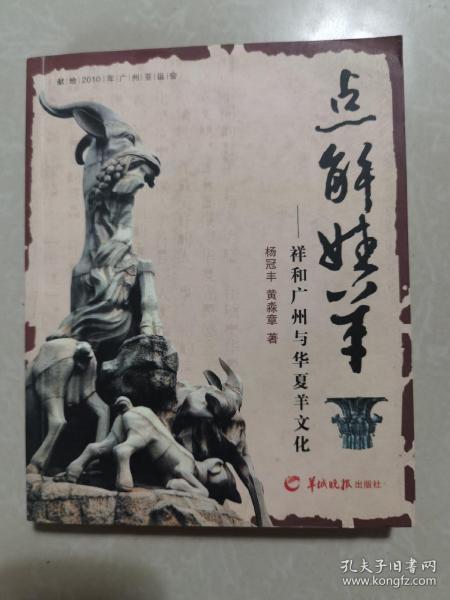 献给2010年广州亚运会
点解姓羊
——祥和广州与华夏羊文化
杨冠丰 黄淼章 著
羊城晚报出版社
孔夫子旧书网
www.kongfz.com